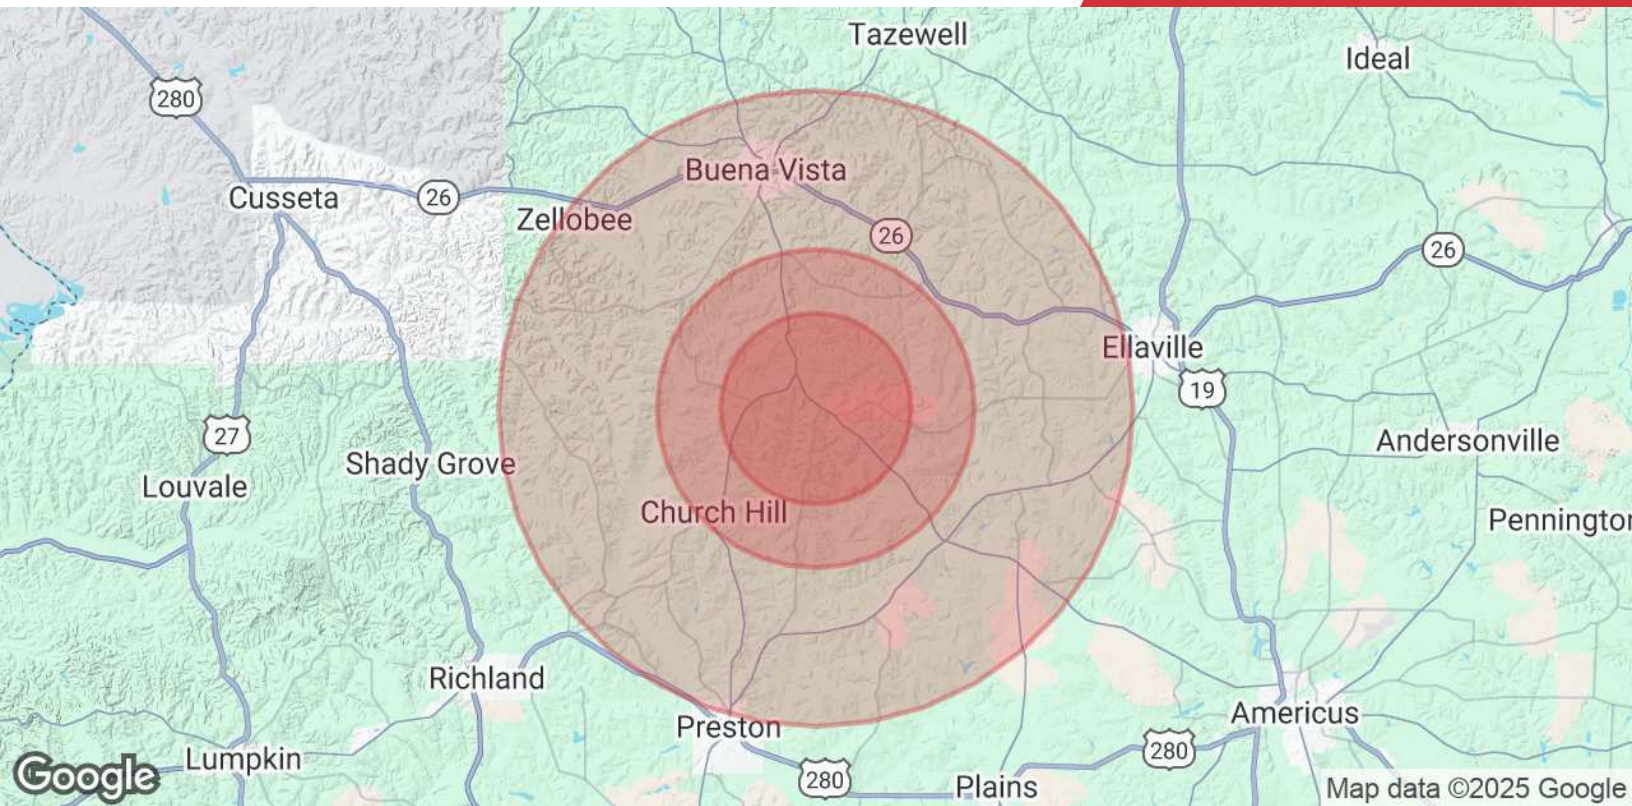 Tazewell
Ideal
280
Buena Vista
Cusseta
26
Zellobee
26
26
Ellaville
19
27
Andersonville
Shady Grove
Louvale
Church Hill
Pennington
Richland
Preston
Americus
280
Lumpkin
280
Plains
Google
Map data ©2025 Google